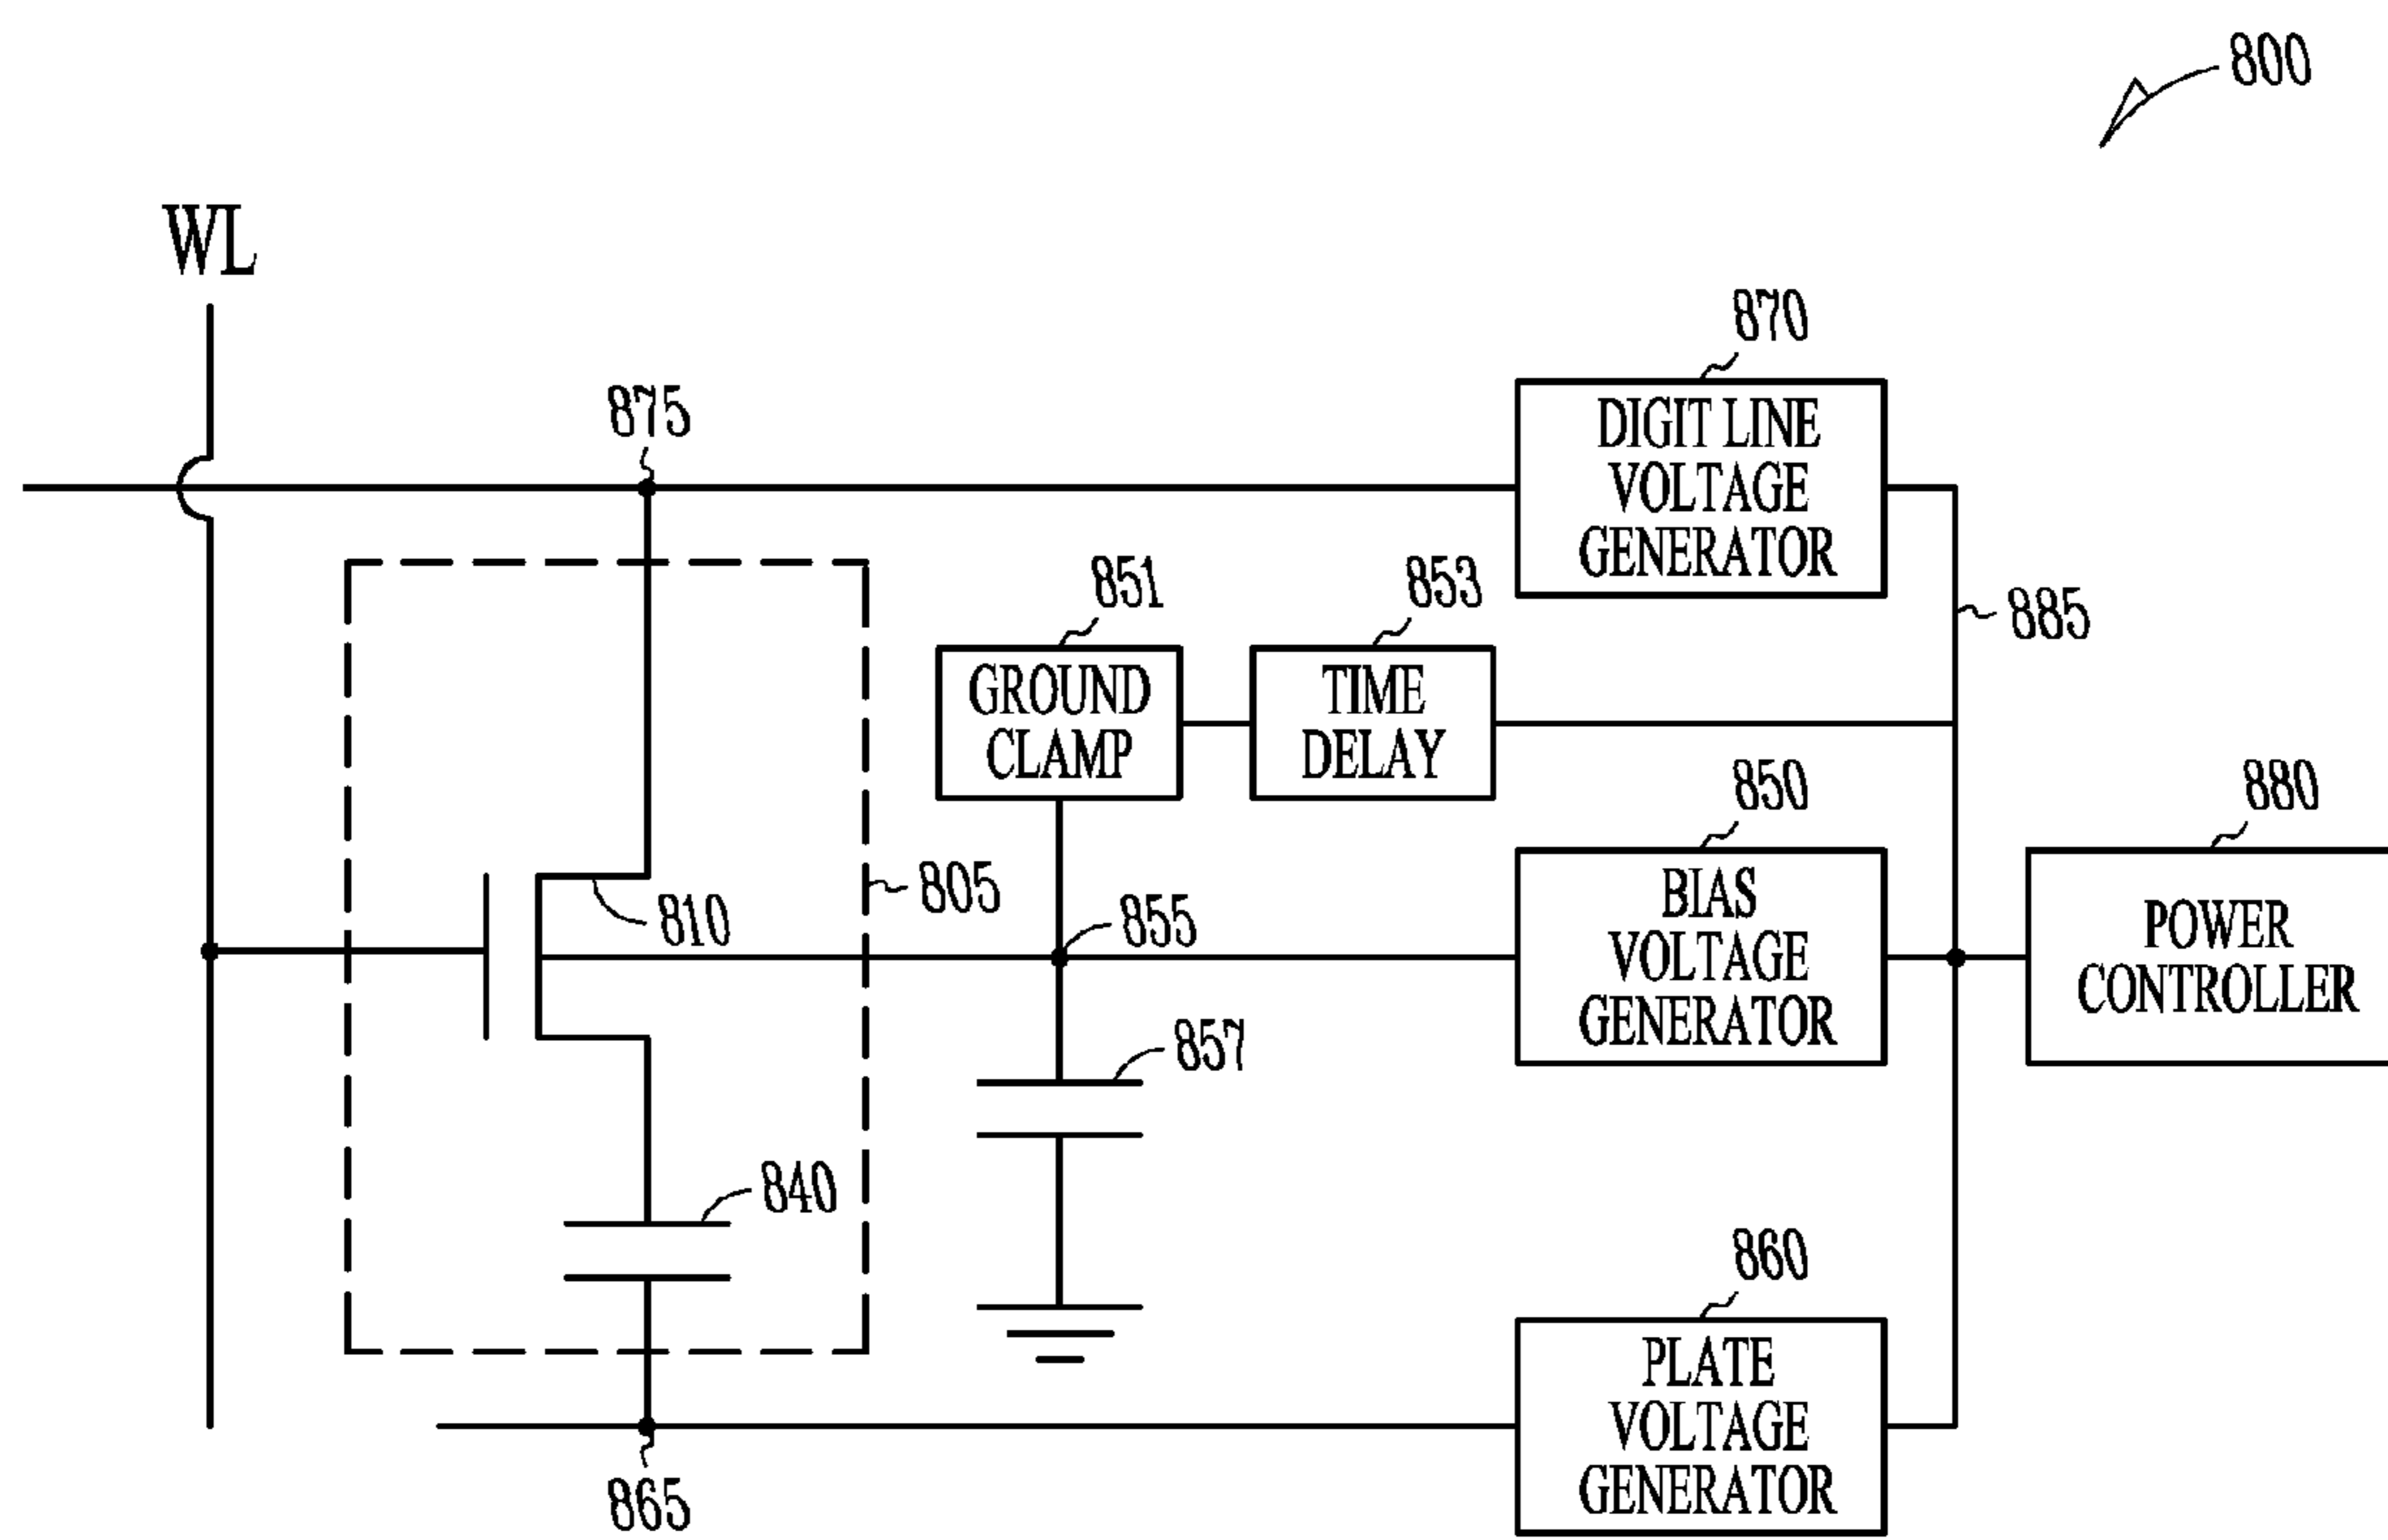 800
WL
870
875
DIGIT LINE
VOLTAGE
GENERATOR
851
853
885
GROUND
CLAMP
TIME
DELAY
850
880
805
810
855
BIAS
VOLTAGE
GENERATOR
POWER
CONTROLLER
857
840
860
PLATE
VOLTAGE
GENERATOR
865